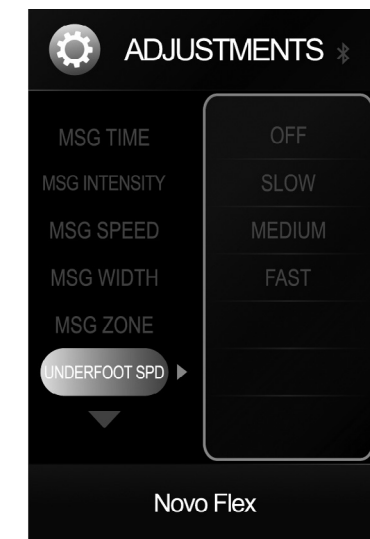 ADJUSTMENTS
MSG TIME
MSG INTENSITY
MSG SPEED
MSG WIDTH
MSG ZONE
UNDERFOOT SPD
OFF
SLOW
MEDIUM
FAST
Novo Flex